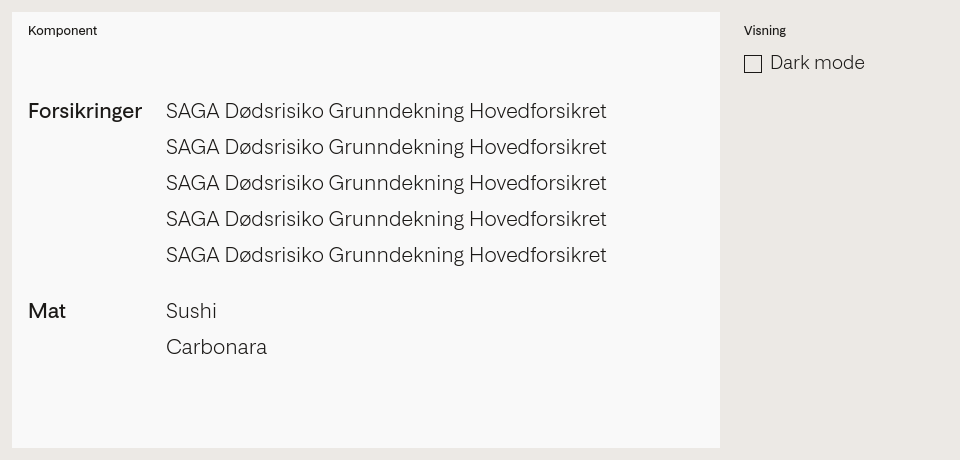 Komponent
Forsikringer SAGA Dødsrisiko Grunndekning Hovedforsikret
SAGA Dødsrisiko Grunndekning Hovedforsikret
SAGA Dødsrisiko Grunndekning Hovedforsikret
SAGA Dødsrisiko Grunndekning Hovedforsikret
SAGA Dødsrisiko Grunndekning Hovedforsikret
Mat Sushi
Carbonara
Visning
Dark mode